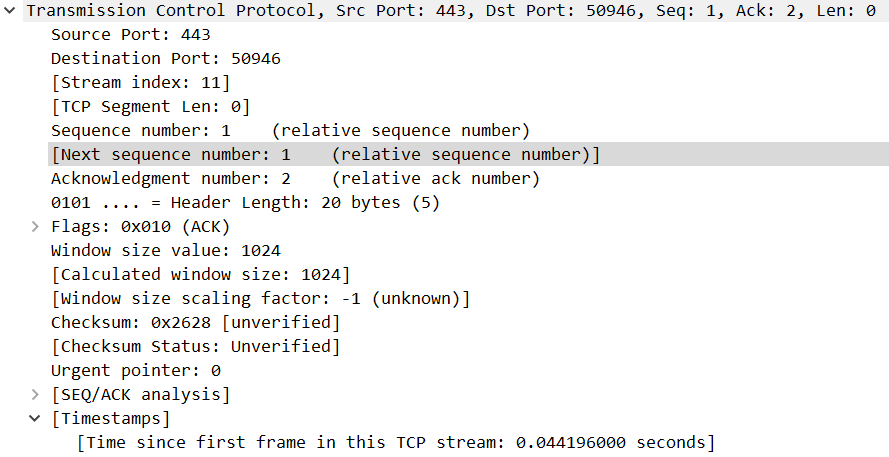 Transmission Control Protocol, Src Port: 443, Dst Port: 50946, Seq: 1, Ack: 2, Len: 0
Source Port: 443
Destination Port: 50946
[Stream index: 11]
[TCP Segment Len: 0]
Sequence number: 1    (relative sequence number)
[Next sequence number: 1    (relative sequence number)]
Acknowledgment number: 2    (relative ack number)
0101 .... = Header Length: 20 bytes (5)
Flags: 0x010 (ACK)
Window size value: 1024
[Calculated window size: 1024]
[Window size scaling factor: -1 (unknown)]
Checksum: 0x2628 [unverified]
[Checksum Status: Unverified]
Urgent pointer: 0
[SEQ/ACK analysis]
[Timestamps]
[Time since first frame in this TCP stream: 0.044196000 seconds]